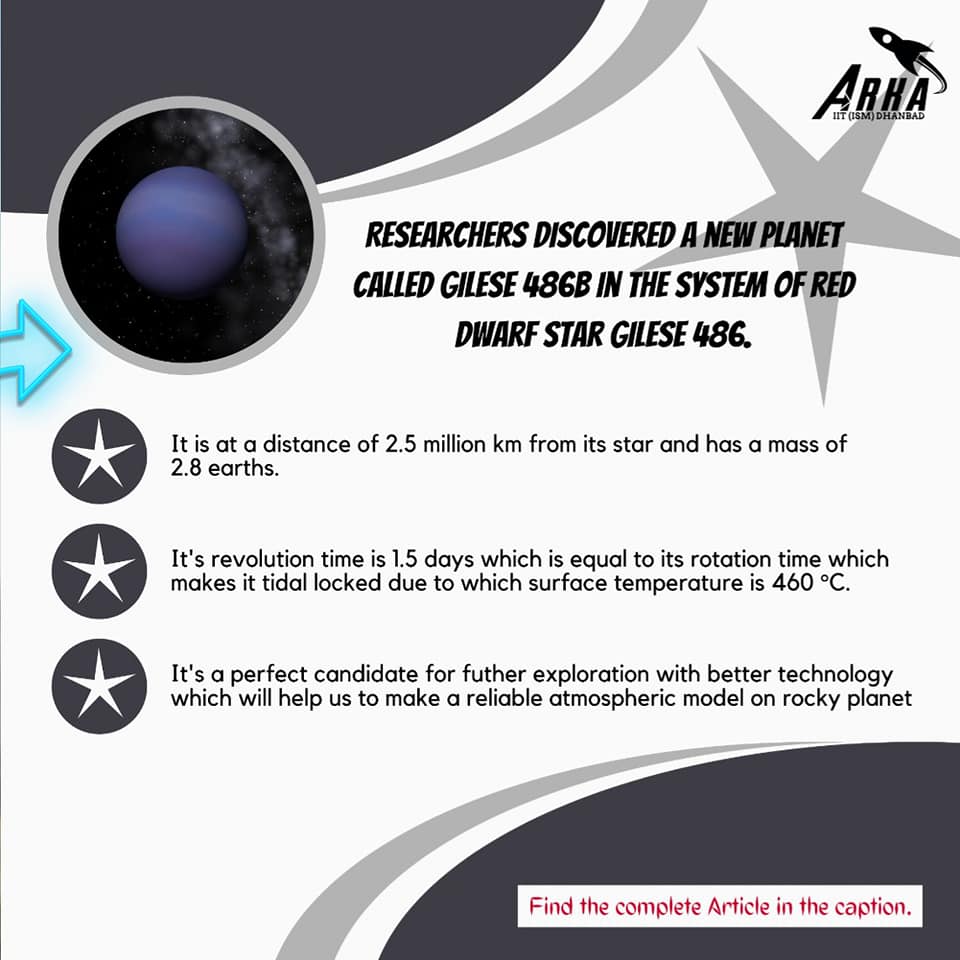 ARKA
IIT (ISM) DHANBAD
RESEARCHERS DISCOVERED A NEW PLANET
CALLED GILESE 486B IN THE SYSTEM OF RED
DWARF STAR GILESE 486.
It is at a distance of 2.5 million km from its star and has a mass of
2.8 earths.
It's revolution time is 1.5 days which is equal to its rotation time which
makes it tidal locked due to which surface temperature is 460 °C.
It's a perfect candidate for futher exploration with better technology
which will help us to make a reliable atmospheric model on rocky planet
Find the complete Article in the caption.